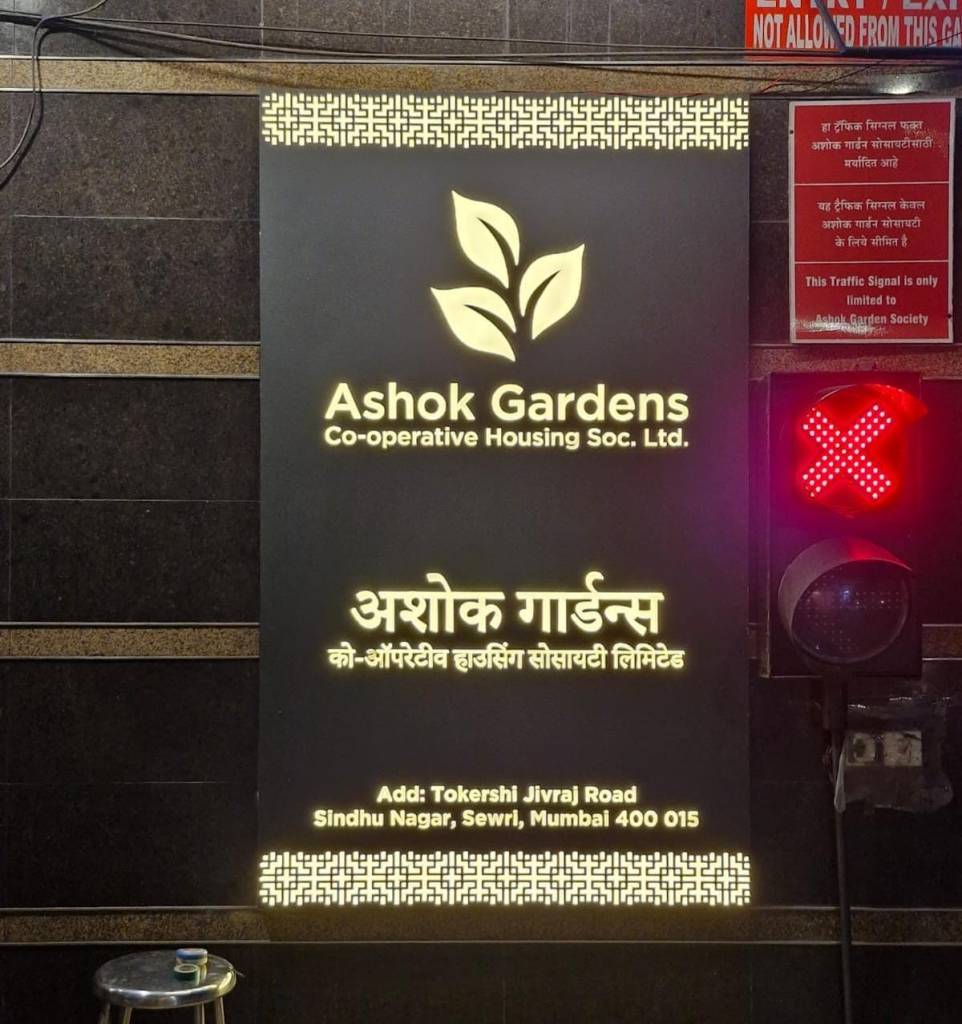 NOT ALLOWED FROM THIS
Ashok Gardens
Co-operative Housing Soc. Ltd.
अशोक गार्डन्स
को-ऑपरेटीव हाउसिंग सोसायटी लिमिटेड
Add: Tokershi Jivraj Road
Sindhu Nagar, Sewri, Mumbai 400 015
हा ट्रॅफिक सिग्नल फक्त
अशोक गार्डन सोसायटीसाठी
मर्यादित आहे
यह ट्रैफिक सिग्नल केवल
अशोक गार्डन सोसायटी
के लिये सीमित है
This Traffic Signal is only
limited to
Ashok Garden Society